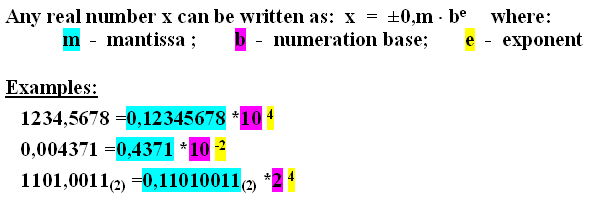 Any real number x can be written as: x = ±0,m · bᵉ where:
m - mantissa ; b - numeration base; e - exponent
Examples:
1234,5678 =0,12345678 *10 ⁴
0,004371 =0,4371 *10 ⁻²
1101,0011₍₂₎ =0,11010011₍₂₎ *2 ⁴